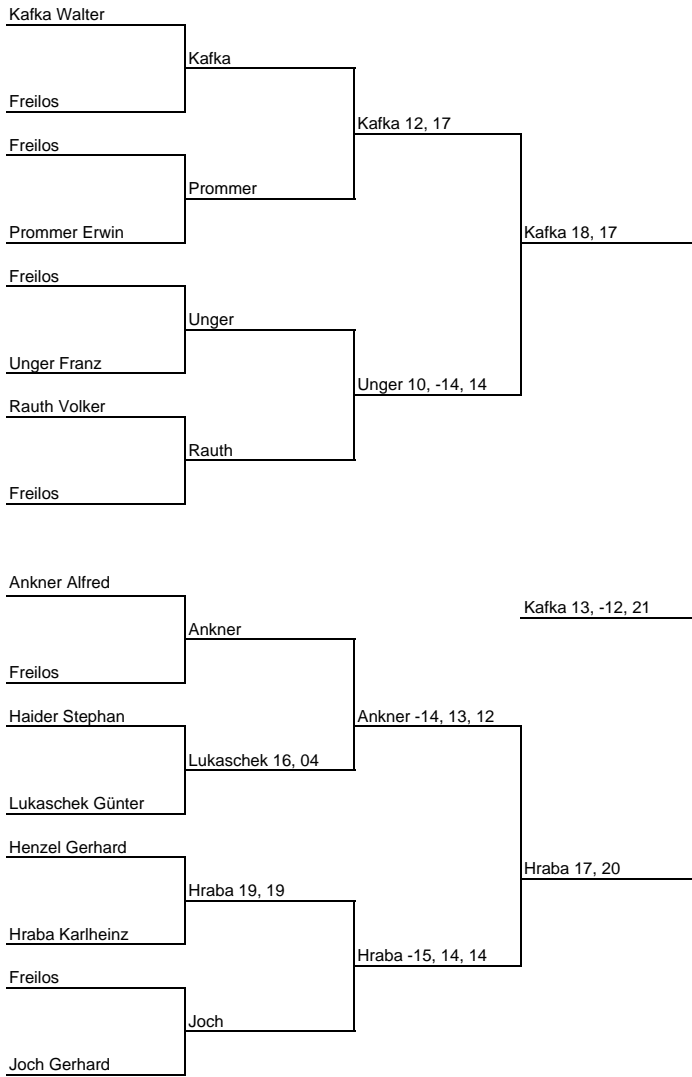 Kafka Walter
Kafka
Freilos
Kafka 12, 17
Freilos
Prommer
Prommer Erwin
Kafka 18, 17
Freilos
Unger
Unger Franz
Unger 10, -14, 14
Rauth Volker
Rauth
Freilos
Ankner Alfred
Kafka 13, -12, 21
Ankner
Freilos
Haider Stephan
Ankner -14, 13, 12
Lukaschek 16, 04
Lukaschek Günter
Henzel Gerhard
Hraba 17, 20
Hraba 19, 19
Hraba Karlheinz
Hraba -15, 14, 14
Freilos
Joch
Joch Gerhard